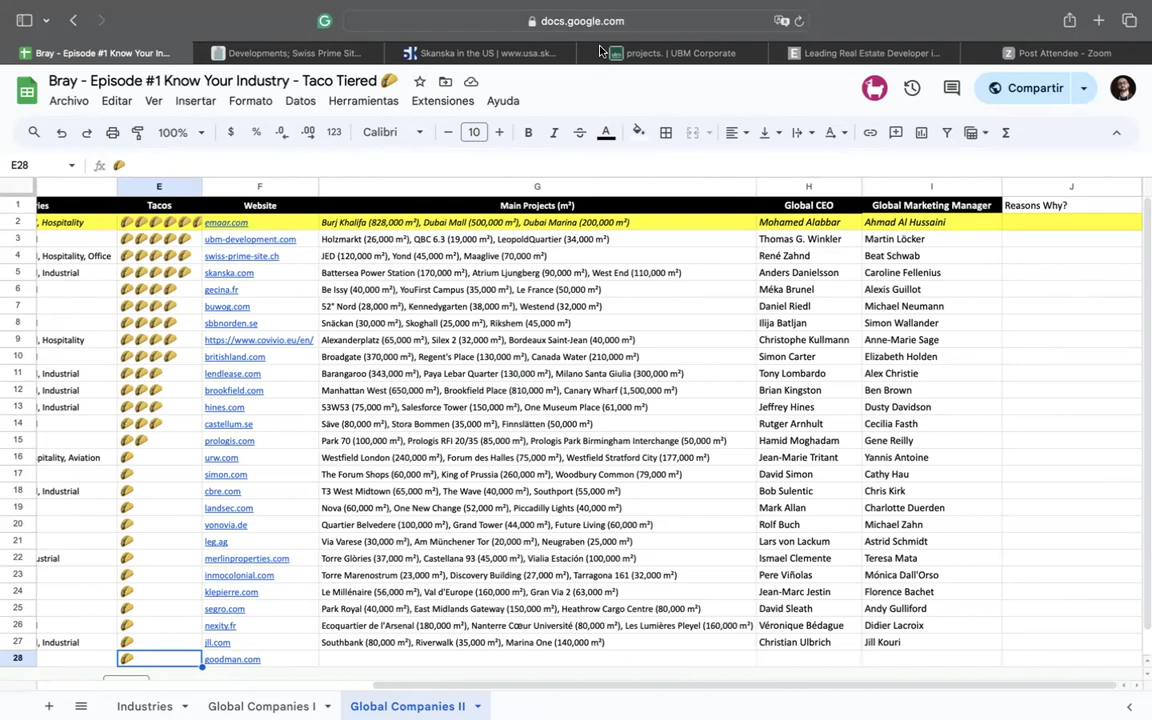 docs.google.com
Bray - Episode #1 Know Your In...
Developments; Swiss Prime Sit...
Skanska in the US | www.usa.sk...
projects. | UBM Corporate
Leading Real Estate Developer i...
Post Attendee - Zoom
Bray - Episode #1 Know Your Industry - Taco Tiered 🌮
Archivo Editar Ver Insertar Formato Datos Herramientas Extensiones Ayuda
Compartir
100% $ % .0 .00 123 Calibri 10 B I A
E28 fx 🌮
E F G H I J
1 ries Tacos Website Main Projects (m²) Global CEO Global Marketing Manager Reasons Why?
2 , Hospitality 🌮🌮🌮🌮🌮🌮 emaar.com Burj Khalifa (828,000 m²), Dubai Mall (500,000 m²), Dubai Marina (200,000 m²) Mohamed Alabbar Ahmad Al Hussaini
3 🌮🌮🌮🌮🌮 ubm-development.com Holzmarkt (26,000 m²), QBC 6.3 (19,000 m²), LeopoldQuartier (34,000 m²) Thomas G. Winkler Martin Löcker
4 , Hospitality, Office 🌮🌮🌮🌮🌮 swiss-prime-site.ch JED (120,000 m²), Yond (45,000 m²), Maaglive (70,000 m²) René Zahnd Beat Schwab
5 , Industrial 🌮🌮🌮🌮🌮 skanska.com Battersea Power Station (170,000 m²), Atrium Ljungberg (90,000 m²), West End (110,000 m²) Anders Danielsson Caroline Fellenius
6 🌮🌮🌮🌮 gecina.fr Be Issy (40,000 m²), YouFirst Campus (35,000 m²), Le France (50,000 m²) Méka Brunel Alexis Guillot
7 🌮🌮🌮🌮 buwog.com 52° Nord (28,000 m²), Kennedygarten (38,000 m²), Westend (32,000 m²) Daniel Riedl Michael Neumann
8 🌮🌮🌮🌮 sbbnorden.se Snäckan (30,000 m²), Skoghall (25,000 m²), Rikshem (45,000 m²) Ilija Batljan Simon Wallander
9 , Hospitality 🌮🌮🌮🌮 https://www.covivio.eu/en/ Alexanderplatz (65,000 m²), Silex 2 (32,000 m²), Bordeaux Saint-Jean (40,000 m²) Christophe Kullmann Anne-Marie Sage
10 🌮🌮🌮🌮 britishland.com Broadgate (370,000 m²), Regent's Place (130,000 m²), Canada Water (210,000 m²) Simon Carter Elizabeth Holden
11 , Industrial 🌮🌮🌮 lendlease.com Barangaroo (343,000 m²), Paya Lebar Quarter (130,000 m²), Milano Santa Giulia (300,000 m²) Tony Lombardo Alex Christie
12 , Industrial 🌮🌮🌮 brookfield.com Manhattan West (650,000 m²), Brookfield Place (810,000 m²), Canary Wharf (1,500,000 m²) Brian Kingston Ben Brown
13 , Industrial 🌮🌮🌮 hines.com 53W53 (75,000 m²), Salesforce Tower (150,000 m²), One Museum Place (61,000 m²) Jeffrey Hines Dusty Davidson
14 🌮🌮🌮 castellum.se Säve (80,000 m²), Stora Bommen (35,000 m²), Finnslätten (50,000 m²) Rutger Arnhult Cecilia Fasth
15 🌮🌮 prologis.com Park 70 (100,000 m²), Prologis RFI 20/35 (85,000 m²), Prologis Park Birmingham Interchange (50,000 m²) Hamid Moghadam Gene Reilly
16 spitality, Aviation 🌮 urw.com Westfield London (240,000 m²), Forum des Halles (75,000 m²), Westfield Stratford City (177,000 m²) Jean-Marie Tritant Yannis Antoine
17 🌮 simon.com The Forum Shops (60,000 m²), King of Prussia (260,000 m²), Woodbury Common (79,000 m²) David Simon Cathy Hau
18 , Industrial 🌮 cbre.com T3 West Midtown (65,000 m²), The Wave (40,000 m²), Southport (55,000 m²) Bob Sulentic Chris Kirk
19 🌮 landsec.com Nova (60,000 m²), One New Change (52,000 m²), Piccadilly Lights (40,000 m²) Mark Allan Charlotte Duerden
20 🌮 vonovia.de Quartier Belvedere (100,000 m²), Grand Tower (44,000 m²), Future Living (60,000 m²) Rolf Buch Michael Zahn
21 🌮 leg.ag Via Varese (30,000 m²), Am Münchener Tor (20,000 m²), Neugraben (25,000 m²) Lars von Lackum Astrid Schmidt
22 ustrial 🌮 merlinproperties.com Torre Glòries (37,000 m²), Castellana 93 (45,000 m²), Vialia Estación (100,000 m²) Ismael Clemente Teresa Mata
23 🌮 inmocolonial.com Torre Marenostrum (23,000 m²), Discovery Building (27,000 m²), Tarragona 161 (32,000 m²) Pere Viñolas Mónica Dall'Orso
24 🌮 klepierre.com Le Millénaire (56,000 m²), Val d'Europe (160,000 m²), Gran Via 2 (63,000 m²) Jean-Marc Jestin Florence Bachet
25 🌮 segro.com Park Royal (40,000 m²), East Midlands Gateway (150,000 m²), Heathrow Cargo Centre (80,000 m²) David Sleath Andy Gulliford
26 🌮 nexity.fr Ecoquartier de l'Arsenal (180,000 m²), Nanterre Cœur Université (80,000 m²), Les Lumières Pleyel (160,000 m²) Véronique Bédague Didier Lacroix
27 , Industrial 🌮 jll.com Southbank (80,000 m²), Riverwalk (35,000 m²), Marina One (140,000 m²) Christian Ulbrich Jill Kouri
28 🌮 goodman.com
Industries Global Companies I Global Companies II